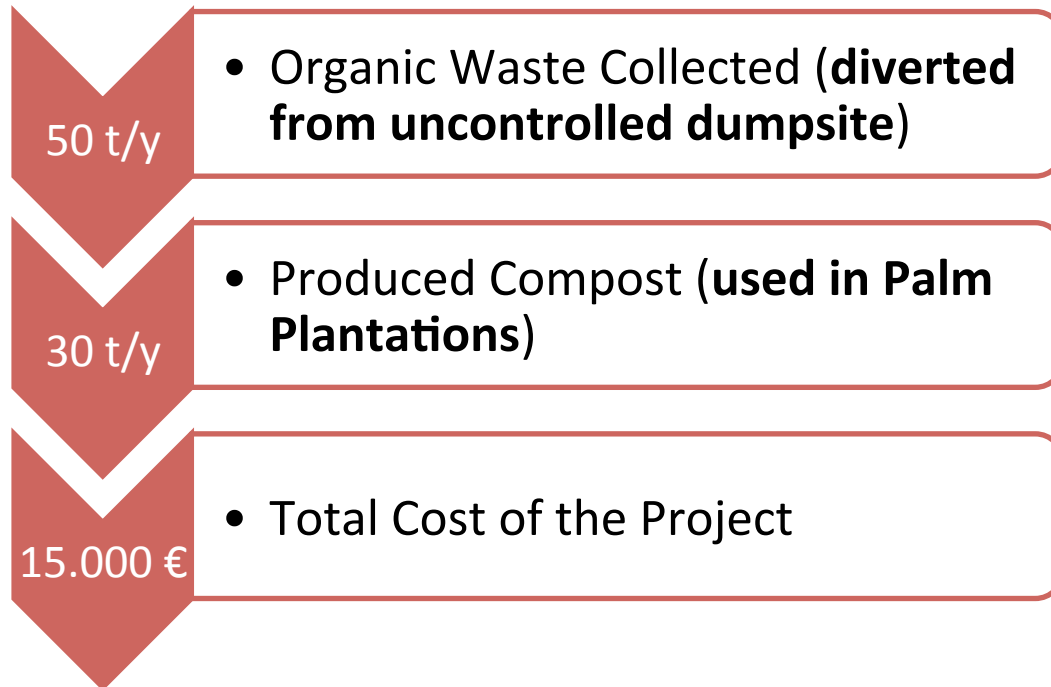 50 t/y
• Organic Waste Collected (diverted
from uncontrolled dumpsite)
30 t/y
• Produced Compost (used in Palm
Plantations)
15.000 €
• Total Cost of the Project